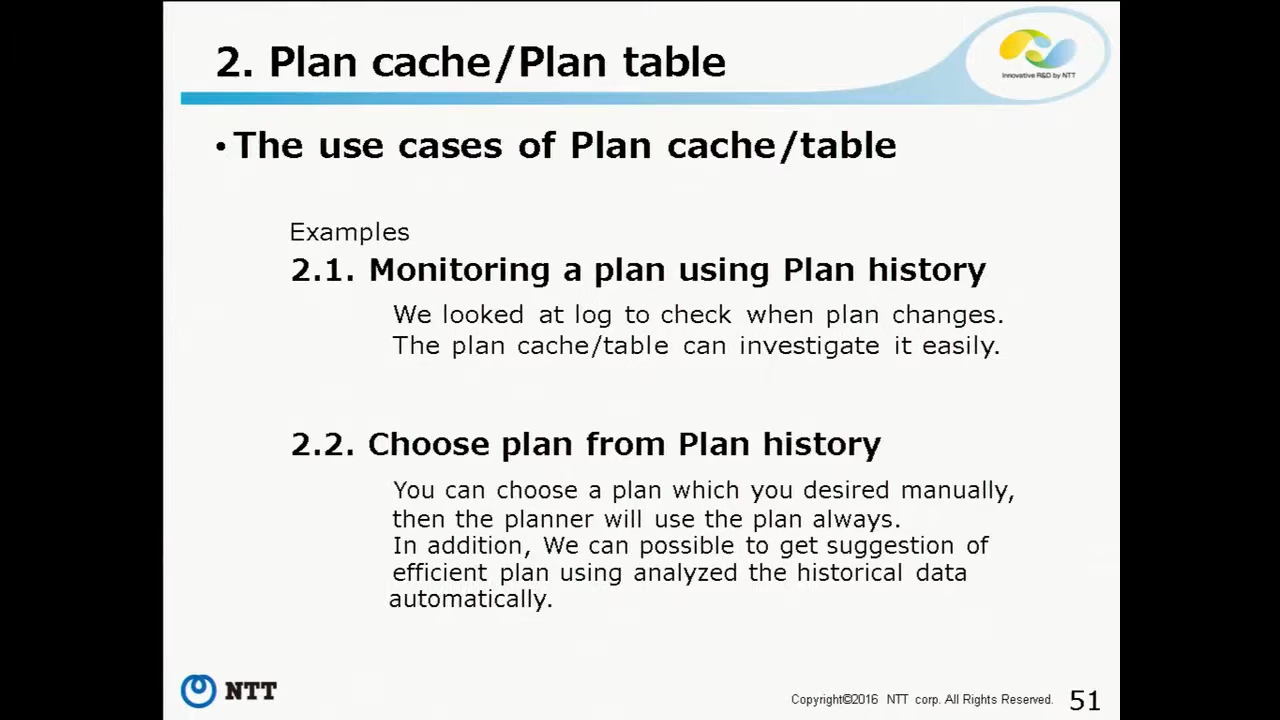 2. Plan cache/Plan table
Innovative R&D by NTT
•The use cases of Plan cache/table
Examples
2.1. Monitoring a plan using Plan history
We looked at log to check when plan changes.
The plan cache/table can investigate it easily.
2.2. Choose plan from Plan history
You can choose a plan which you desired manually,
then the planner will use the plan always.
In addition, We can possible to get suggestion of
efficient plan using analyzed the historical data
automatically.
NTT
Copyright©2016 NTT corp. All Rights Reserved.
51